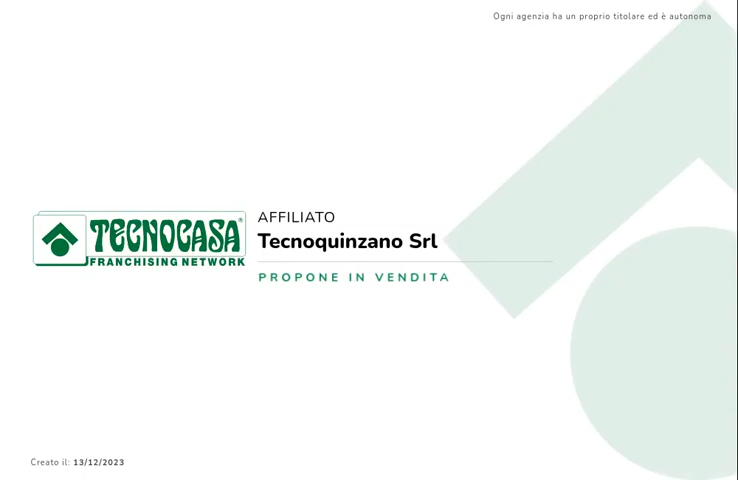 Ogni agenzia ha un proprio titolare ed è autonoma
TECNOCASA®
FRANCHISING NETWORK
AFFILIATO
Tecnoquinzano Srl
PROPONE IN VENDITA
Creato il: 13/12/2023